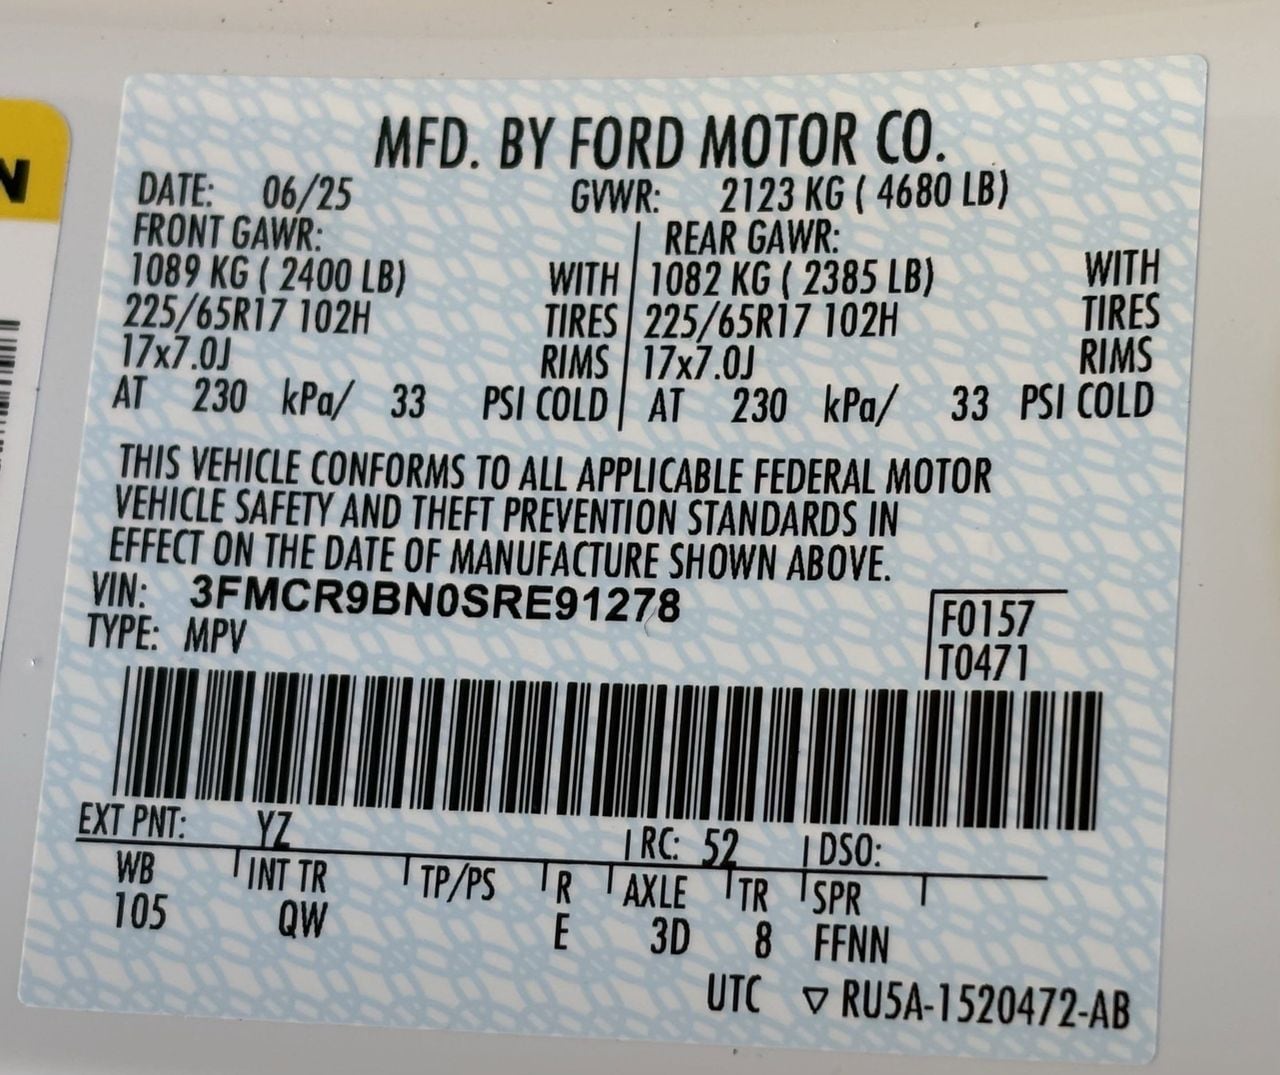 N
MFD. BY FORD MOTOR CO.
DATE: 06/25 GVWR: 2123 KG ( 4680 LB)
FRONT GAWR: REAR GAWR:
1089 KG ( 2400 LB) WITH 1082 KG ( 2385 LB) WITH
225/65R17 102H TIRES 225/65R17 102H TIRES
17x7.0J RIMS 17x7.0J RIMS
AT 230 kPa/ 33 PSI COLD AT 230 kPa/ 33 PSI COLD
THIS VEHICLE CONFORMS TO ALL APPLICABLE FEDERAL MOTOR
VEHICLE SAFETY AND THEFT PREVENTION STANDARDS IN
EFFECT ON THE DATE OF MANUFACTURE SHOWN ABOVE.
VIN: 3FMCR9BN0SRE91278
TYPE: MPV
F0157
T0471
EXT PNT: YZ RC: 52 DSO:
WB INT TR TP/PS R AXLE TR SPR
105 QW E 3D 8 FFNN
UTC ▽ RU5A-1520472-AB